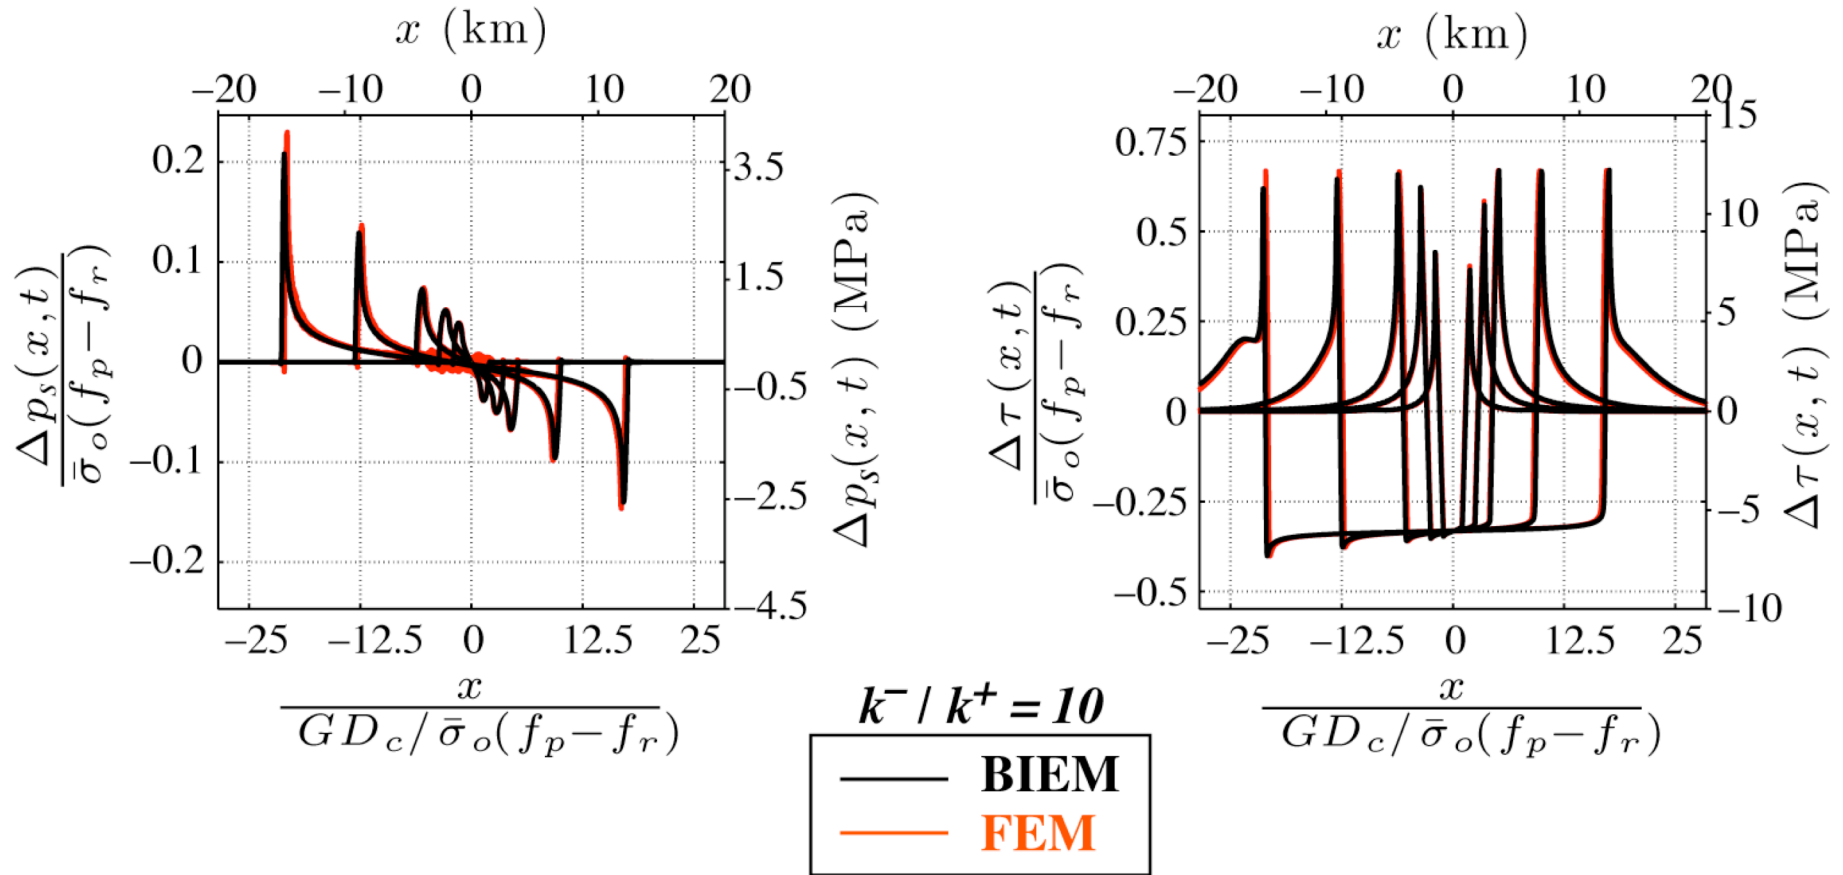 x (km)
−20 −10 0 10 20
0.2
0.1
0
−0.1
−0.2
Δp_s(x,t)
σ̄_o(f_p−f_r)
3.5
1.5
−0.5
−2.5
−4.5
Δp_s(x,t) (MPa)
−25 −12.5 0 12.5 25
x
GD_c/σ̄_o(f_p−f_r)
x (km)
−20 −10 0 10 20
0.75
0.5
0.25
0
−0.25
−0.5
Δτ(x,t)
σ̄_o(f_p−f_r)
15
10
5
0
−5
−10
Δτ(x,t) (MPa)
−25 −12.5 0 12.5 25
x
GD_c/σ̄_o(f_p−f_r)
k⁻/k⁺ = 10
BIEM
FEM